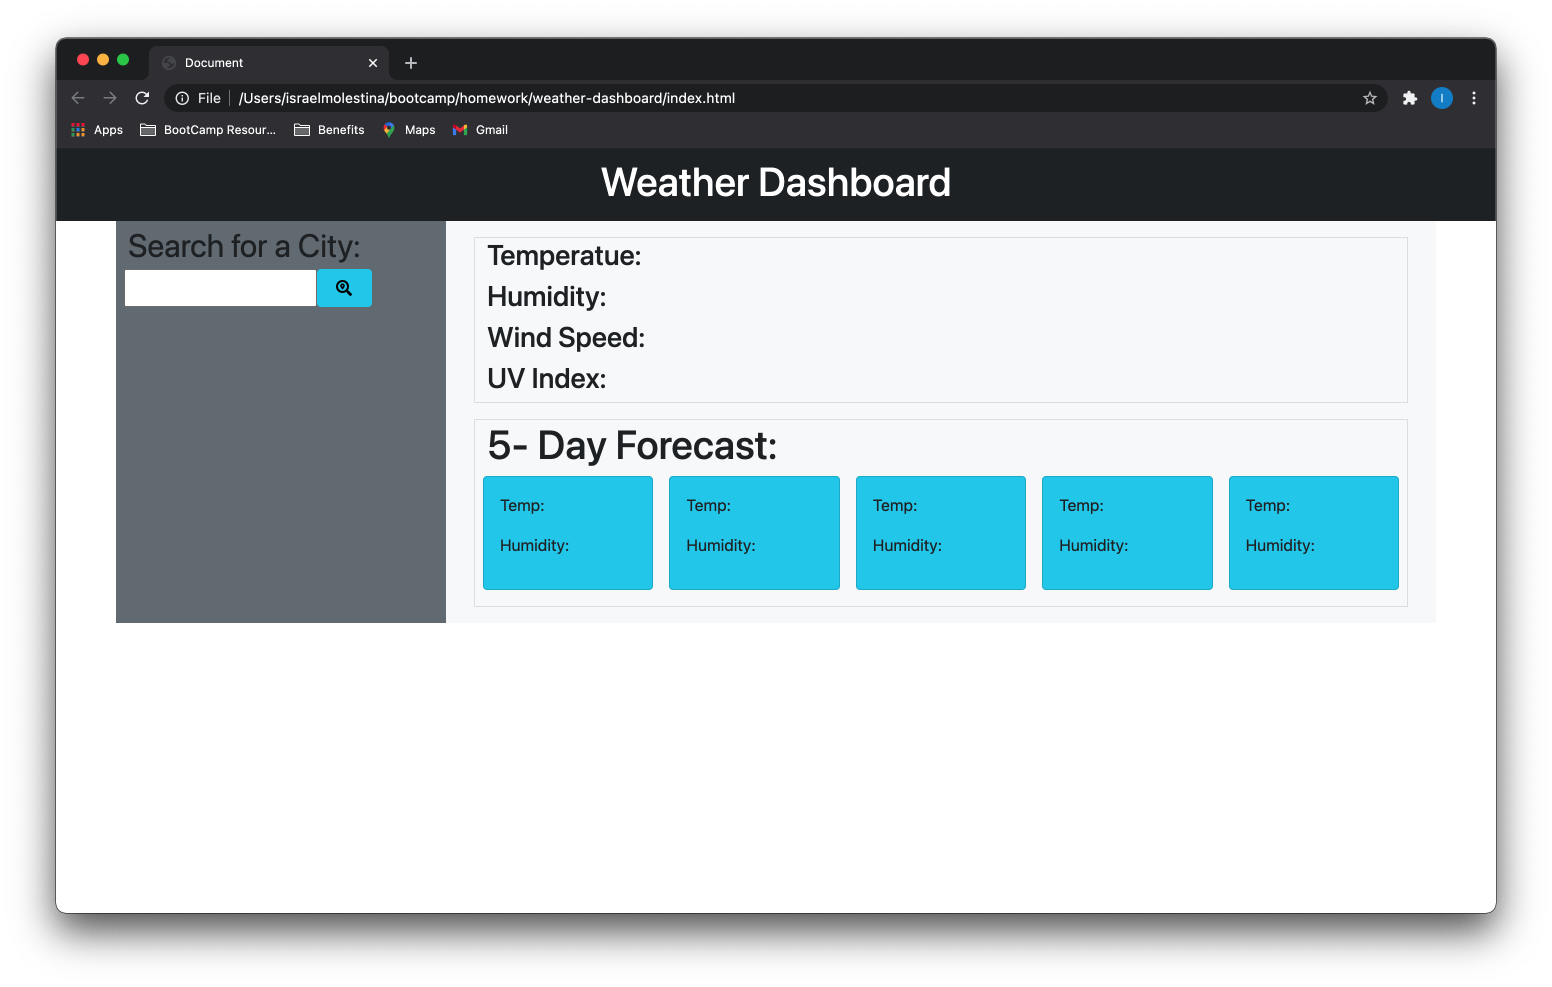 Document
File /Users/israelmolestina/bootcamp/homework/weather-dashboard/index.html I
Apps BootCamp Resour... Benefits Maps Gmail
Weather Dashboard
Search for a City:
Temperatue:
Humidity:
Wind Speed:
UV Index:
5- Day Forecast:
Temp: Temp: Temp: Temp: Temp:
Humidity: Humidity: Humidity: Humidity: Humidity: